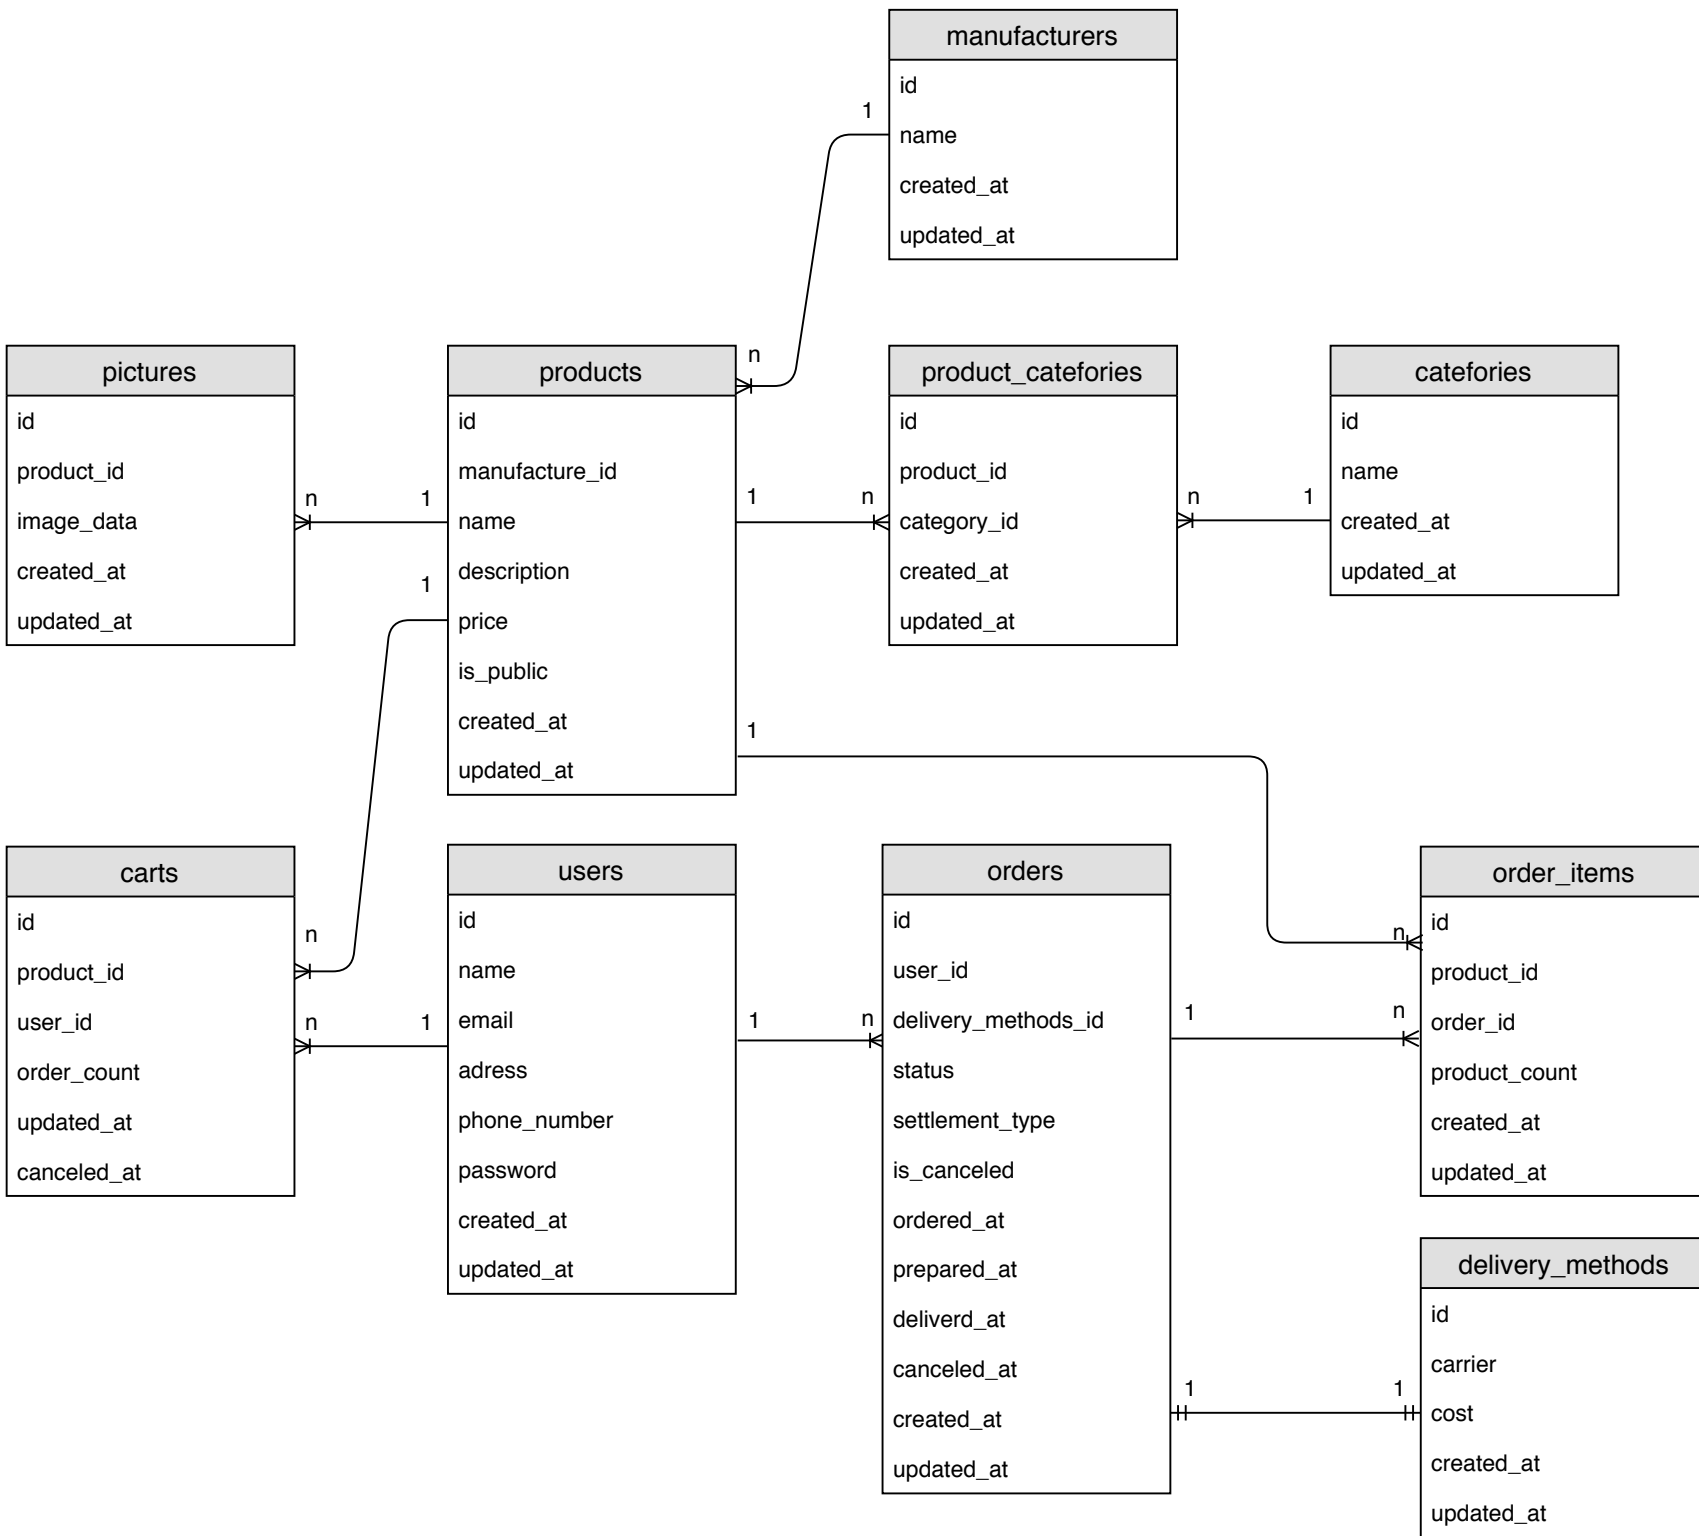 manufacturers
id
name
created_at
updated_at
1
n
pictures
id
product_id
image_data
created_at
updated_at
n
1
products
id
manufacture_id
name
description
price
is_public
created_at
updated_at
1
n
product_catefories
id
product_id
category_id
created_at
updated_at
n
1
catefories
id
name
created_at
updated_at
1
n
1
n
carts
id
product_id
user_id
order_count
updated_at
canceled_at
n
1
users
id
name
email
adress
phone_number
password
created_at
updated_at
1
n
orders
id
user_id
delivery_methods_id
status
settlement_type
is_canceled
ordered_at
prepared_at
deliverd_at
canceled_at
created_at
updated_at
1
n
order_items
id
product_id
order_id
product_count
created_at
updated_at
1
1
delivery_methods
id
carrier
cost
created_at
updated_at